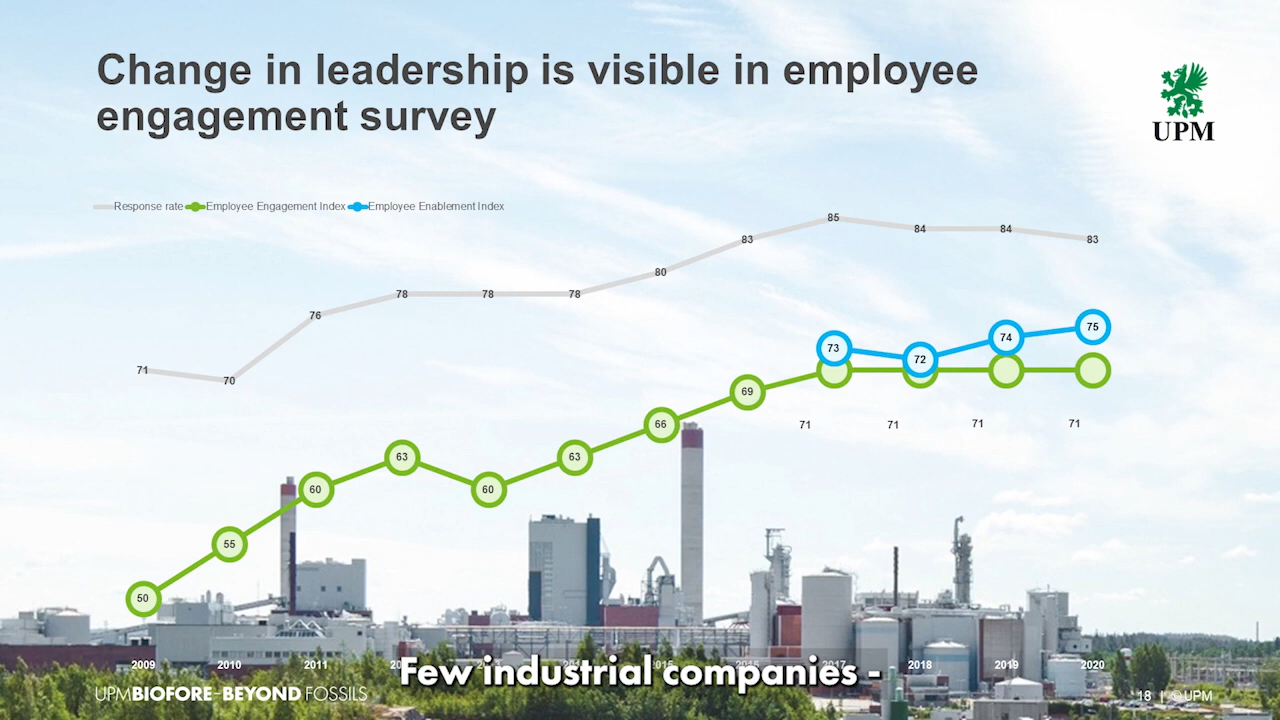 Change in leadership is visible in employee
engagement survey
UPM
Response rate Employee Engagement Index Employee Enablement Index
71 70 76 78 78 78 80 83 85 84 84 83
73 72 74 75
50 55 60 63 60 63 66 69
71 71 71 71
2009 2010 2011 2015 2017 2018 2019 2020
Few industrial companies -
UPMBIOFORE–BEYOND FOSSILS
18 | © UPM